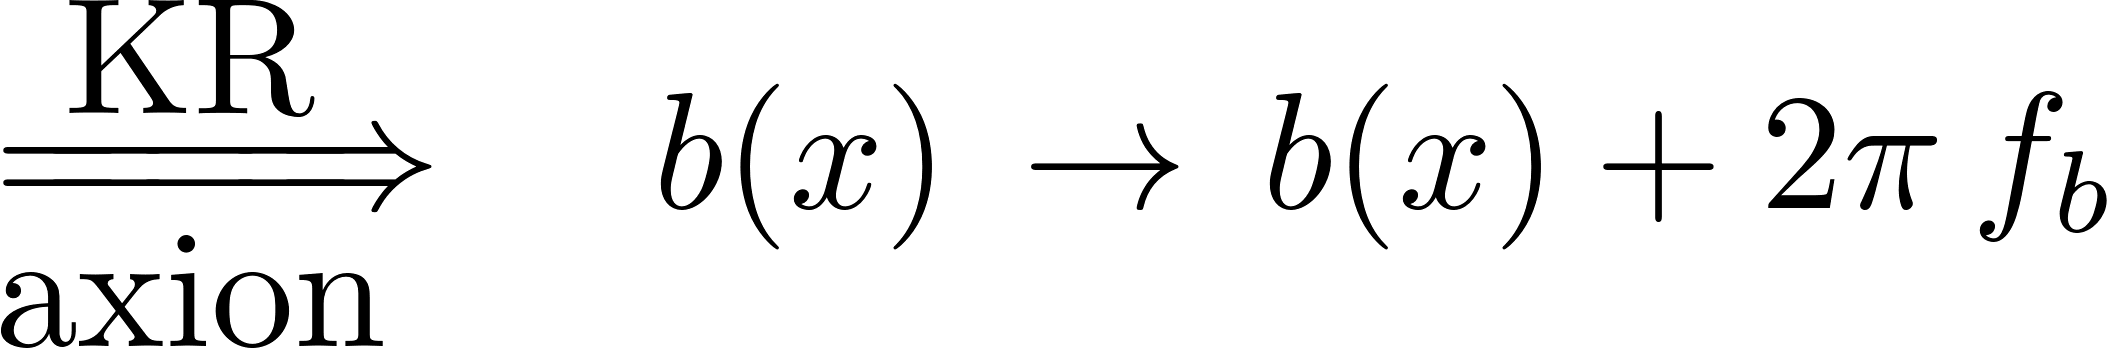 KR
⟹ b(x) → b(x) + 2π f_b
axion